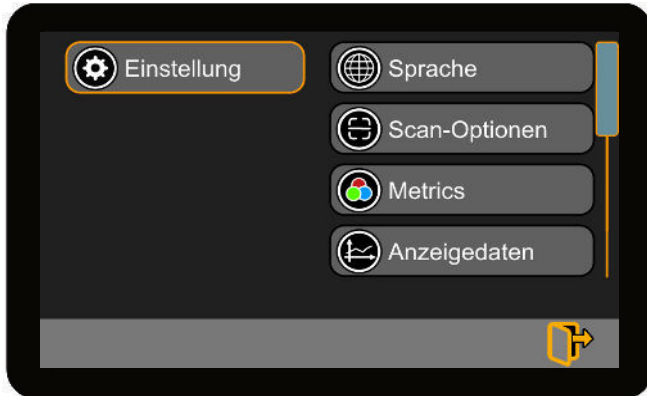 Einstellung
Sprache
Scan-Optionen
Metrics
Anzeigedaten